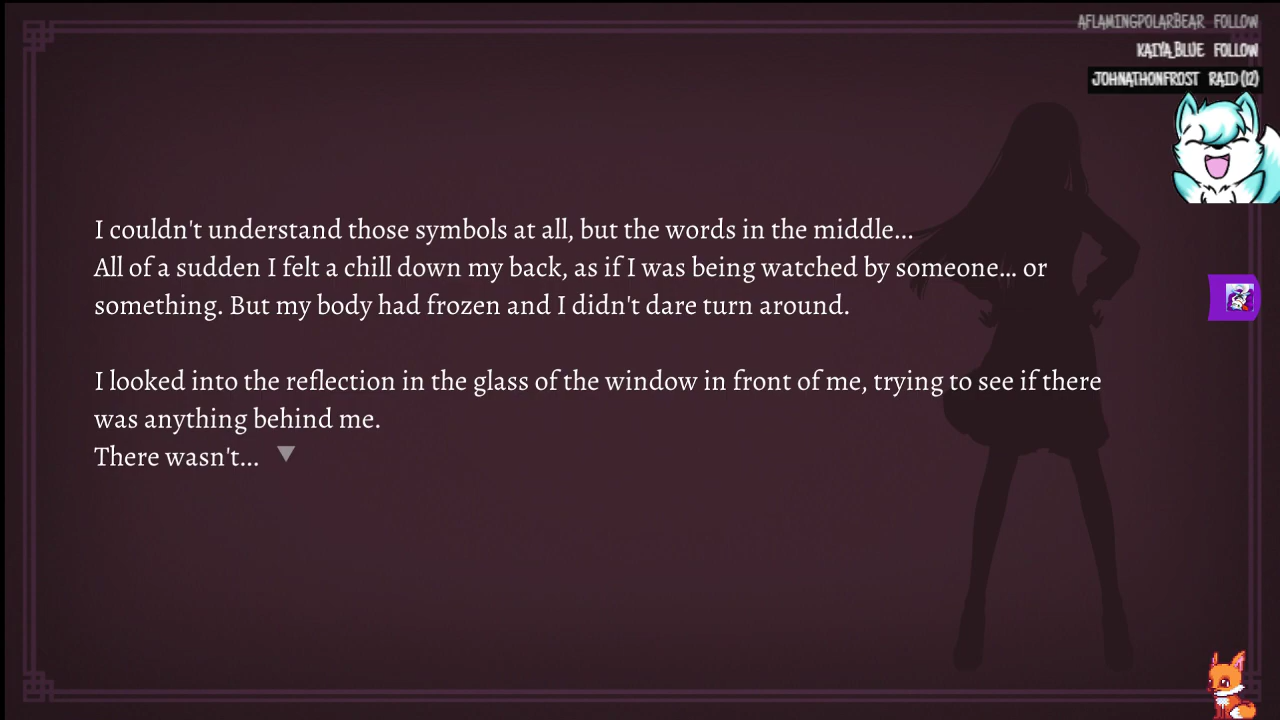 AFLAMINGPOLARBEAR FOLLOW
KAIYA_BLUE FOLLOW
JOHNATHONFROST RAID (12)
I couldn't understand those symbols at all, but the words in the middle...
All of a sudden I felt a chill down my back, as if I was being watched by someone... or
something. But my body had frozen and I didn't dare turn around.
I looked into the reflection in the glass of the window in front of me, trying to see if there
was anything behind me.
There wasn't...